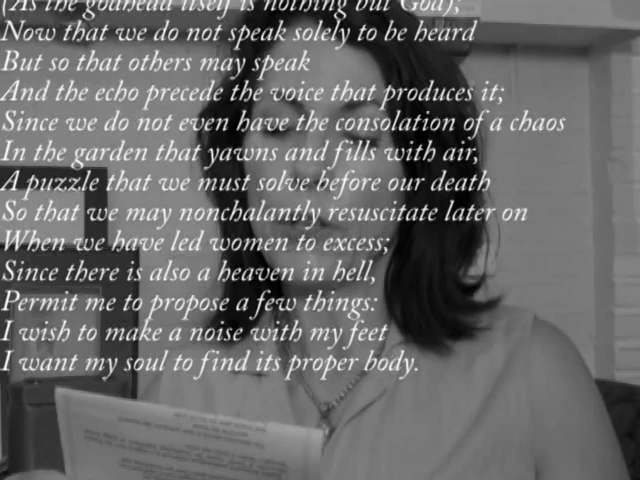 (As the godhead itself is nothing but God);
Now that we do not speak solely to be heard
But so that others may speak
And the echo precede the voice that produces it;
Since we do not even have the consolation of a chaos
In the garden that yawns and fills with air,
A puzzle that we must solve before our death
So that we may nonchalantly resuscitate later on
When we have led women to excess;
Since there is also a heaven in hell,
Permit me to propose a few things:
I wish to make a noise with my feet
I want my soul to find its proper body.